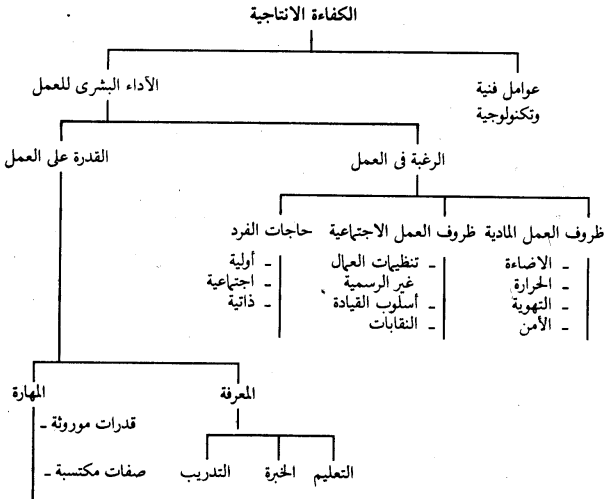 الكفاءة الانتاجية
عوامل فنية
وتكنولوجية
الآداء البشرى للعمل
الرغبة فى العمل
القدرة على العمل
ظروف العمل المادية
- الاضاءة
- الحرارة
- التهوية
- الأمن
ظروف العمل الاجتماعية
- تنظيمات العمال
غير الرسمية
- أسلوب القيادة
- النقابات
حاجات الفرد
- أولية
- اجتماعية
- ذاتية
المعرفة
المهارة
التعليم
الخبرة
التدريب
قدرات موروثة -
صفات مكتسبة -